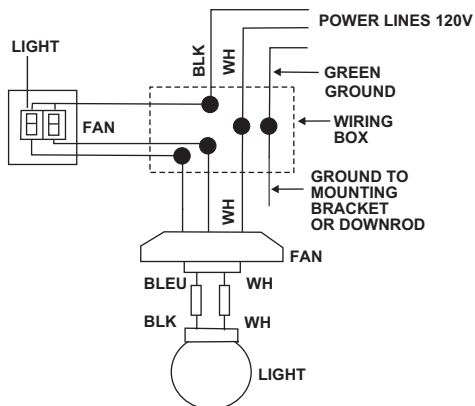 POWER LINES 120V
LIGHT
BLK
WH
GREEN
GROUND
FAN
WIRING
BOX
GROUND TO
MOUNTING
BRACKET
OR DOWNROD
WH
FAN
BLEU
WH
BLK
WH
LIGHT